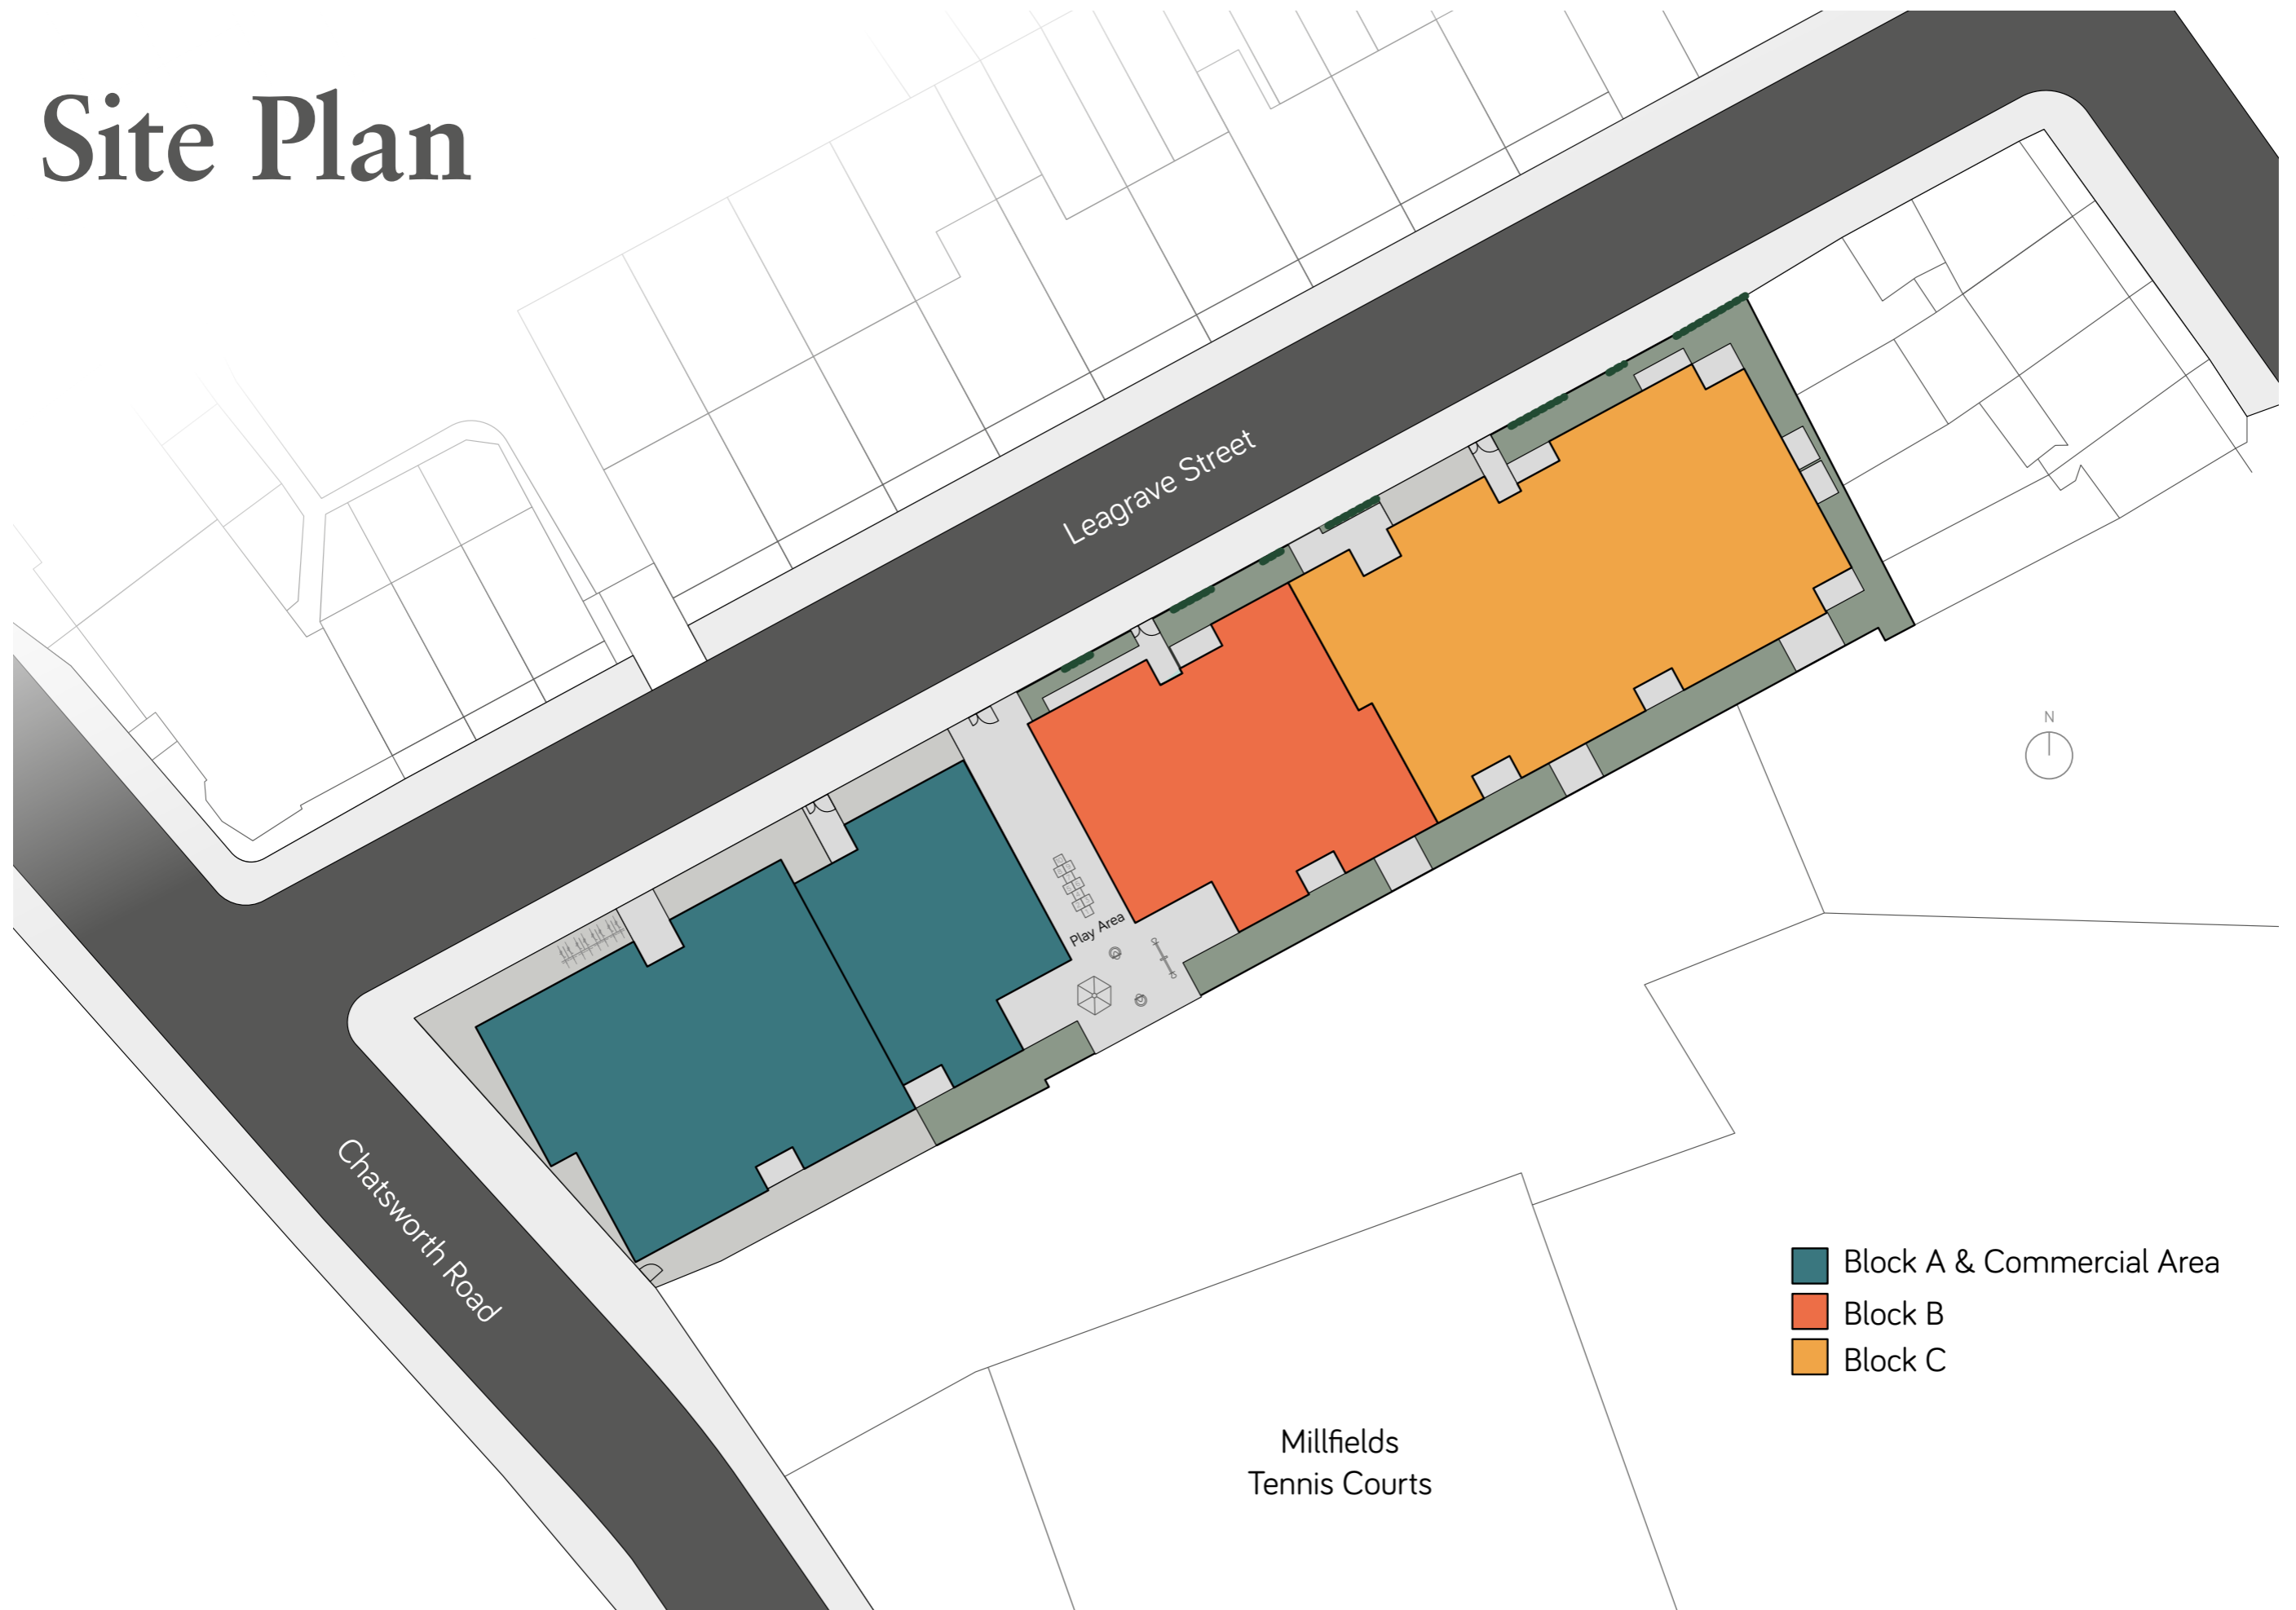 Site Plan
Leagrave Street
N
Play Area
Chatsworth Road
Block A & Commercial Area
Block B
Block C
Millfields
Tennis Courts